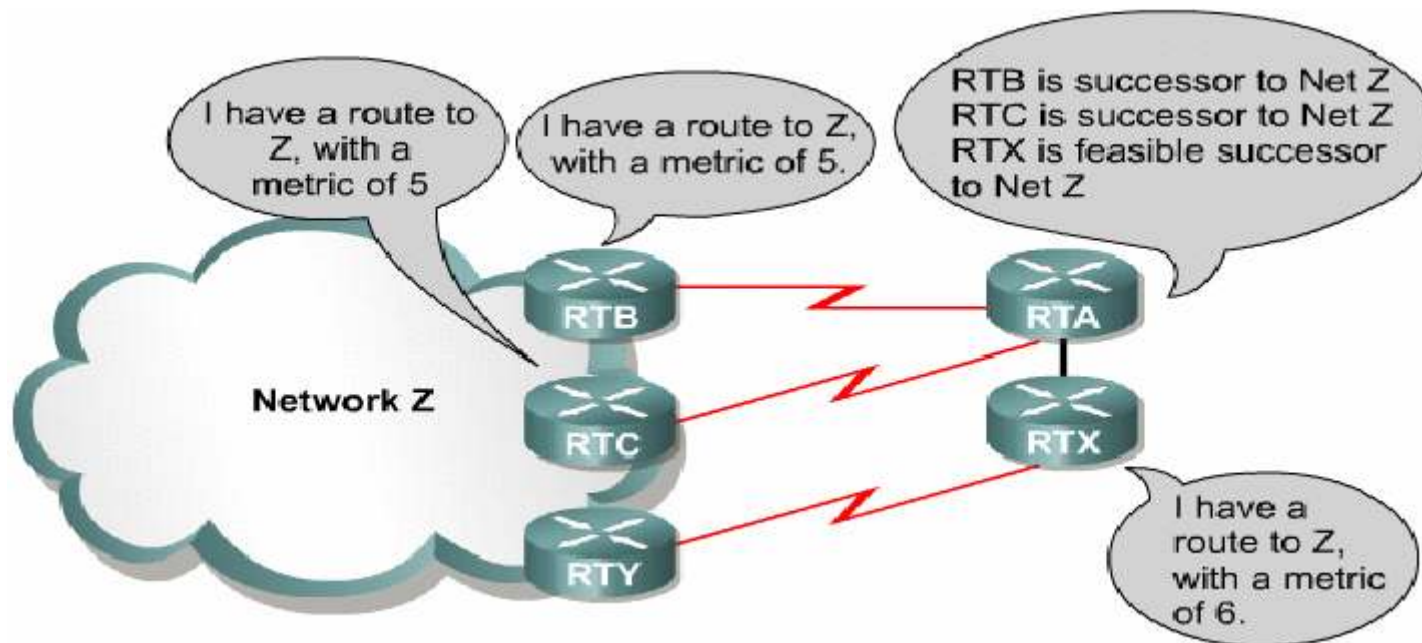 I have a route to
Z, with a
metric of 5
I have a route to Z,
with a metric of 5.
RTB is successor to Net Z
RTC is successor to Net Z
RTX is feasible successor
to Net Z
RTB
RTA
Network Z
RTC
RTX
RTY
I have a
route to Z,
with a metric
of 6.